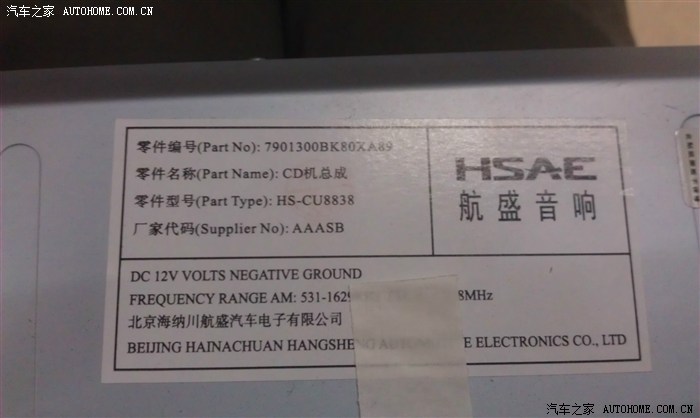 汽车之家 AUTOHOME.COM.CN
零件编号(Part No): 7901300BK80XA89
零件名称(Part Name): CD机总成
零件型号(Part Type): HS-CU8838
厂家代码(Supplier No): AAASB
HSAE
航盛音响
DC 12V VOLTS NEGATIVE GROUND
FREQUENCY RANGE AM: 531-1629 8MHz
北京海纳川航盛汽车电子有限公司
BEIJING HAINACHUAN HANGSHENG ELECTRONICS CO., LTD
汽车之家 AUTOHOME.COM.CN